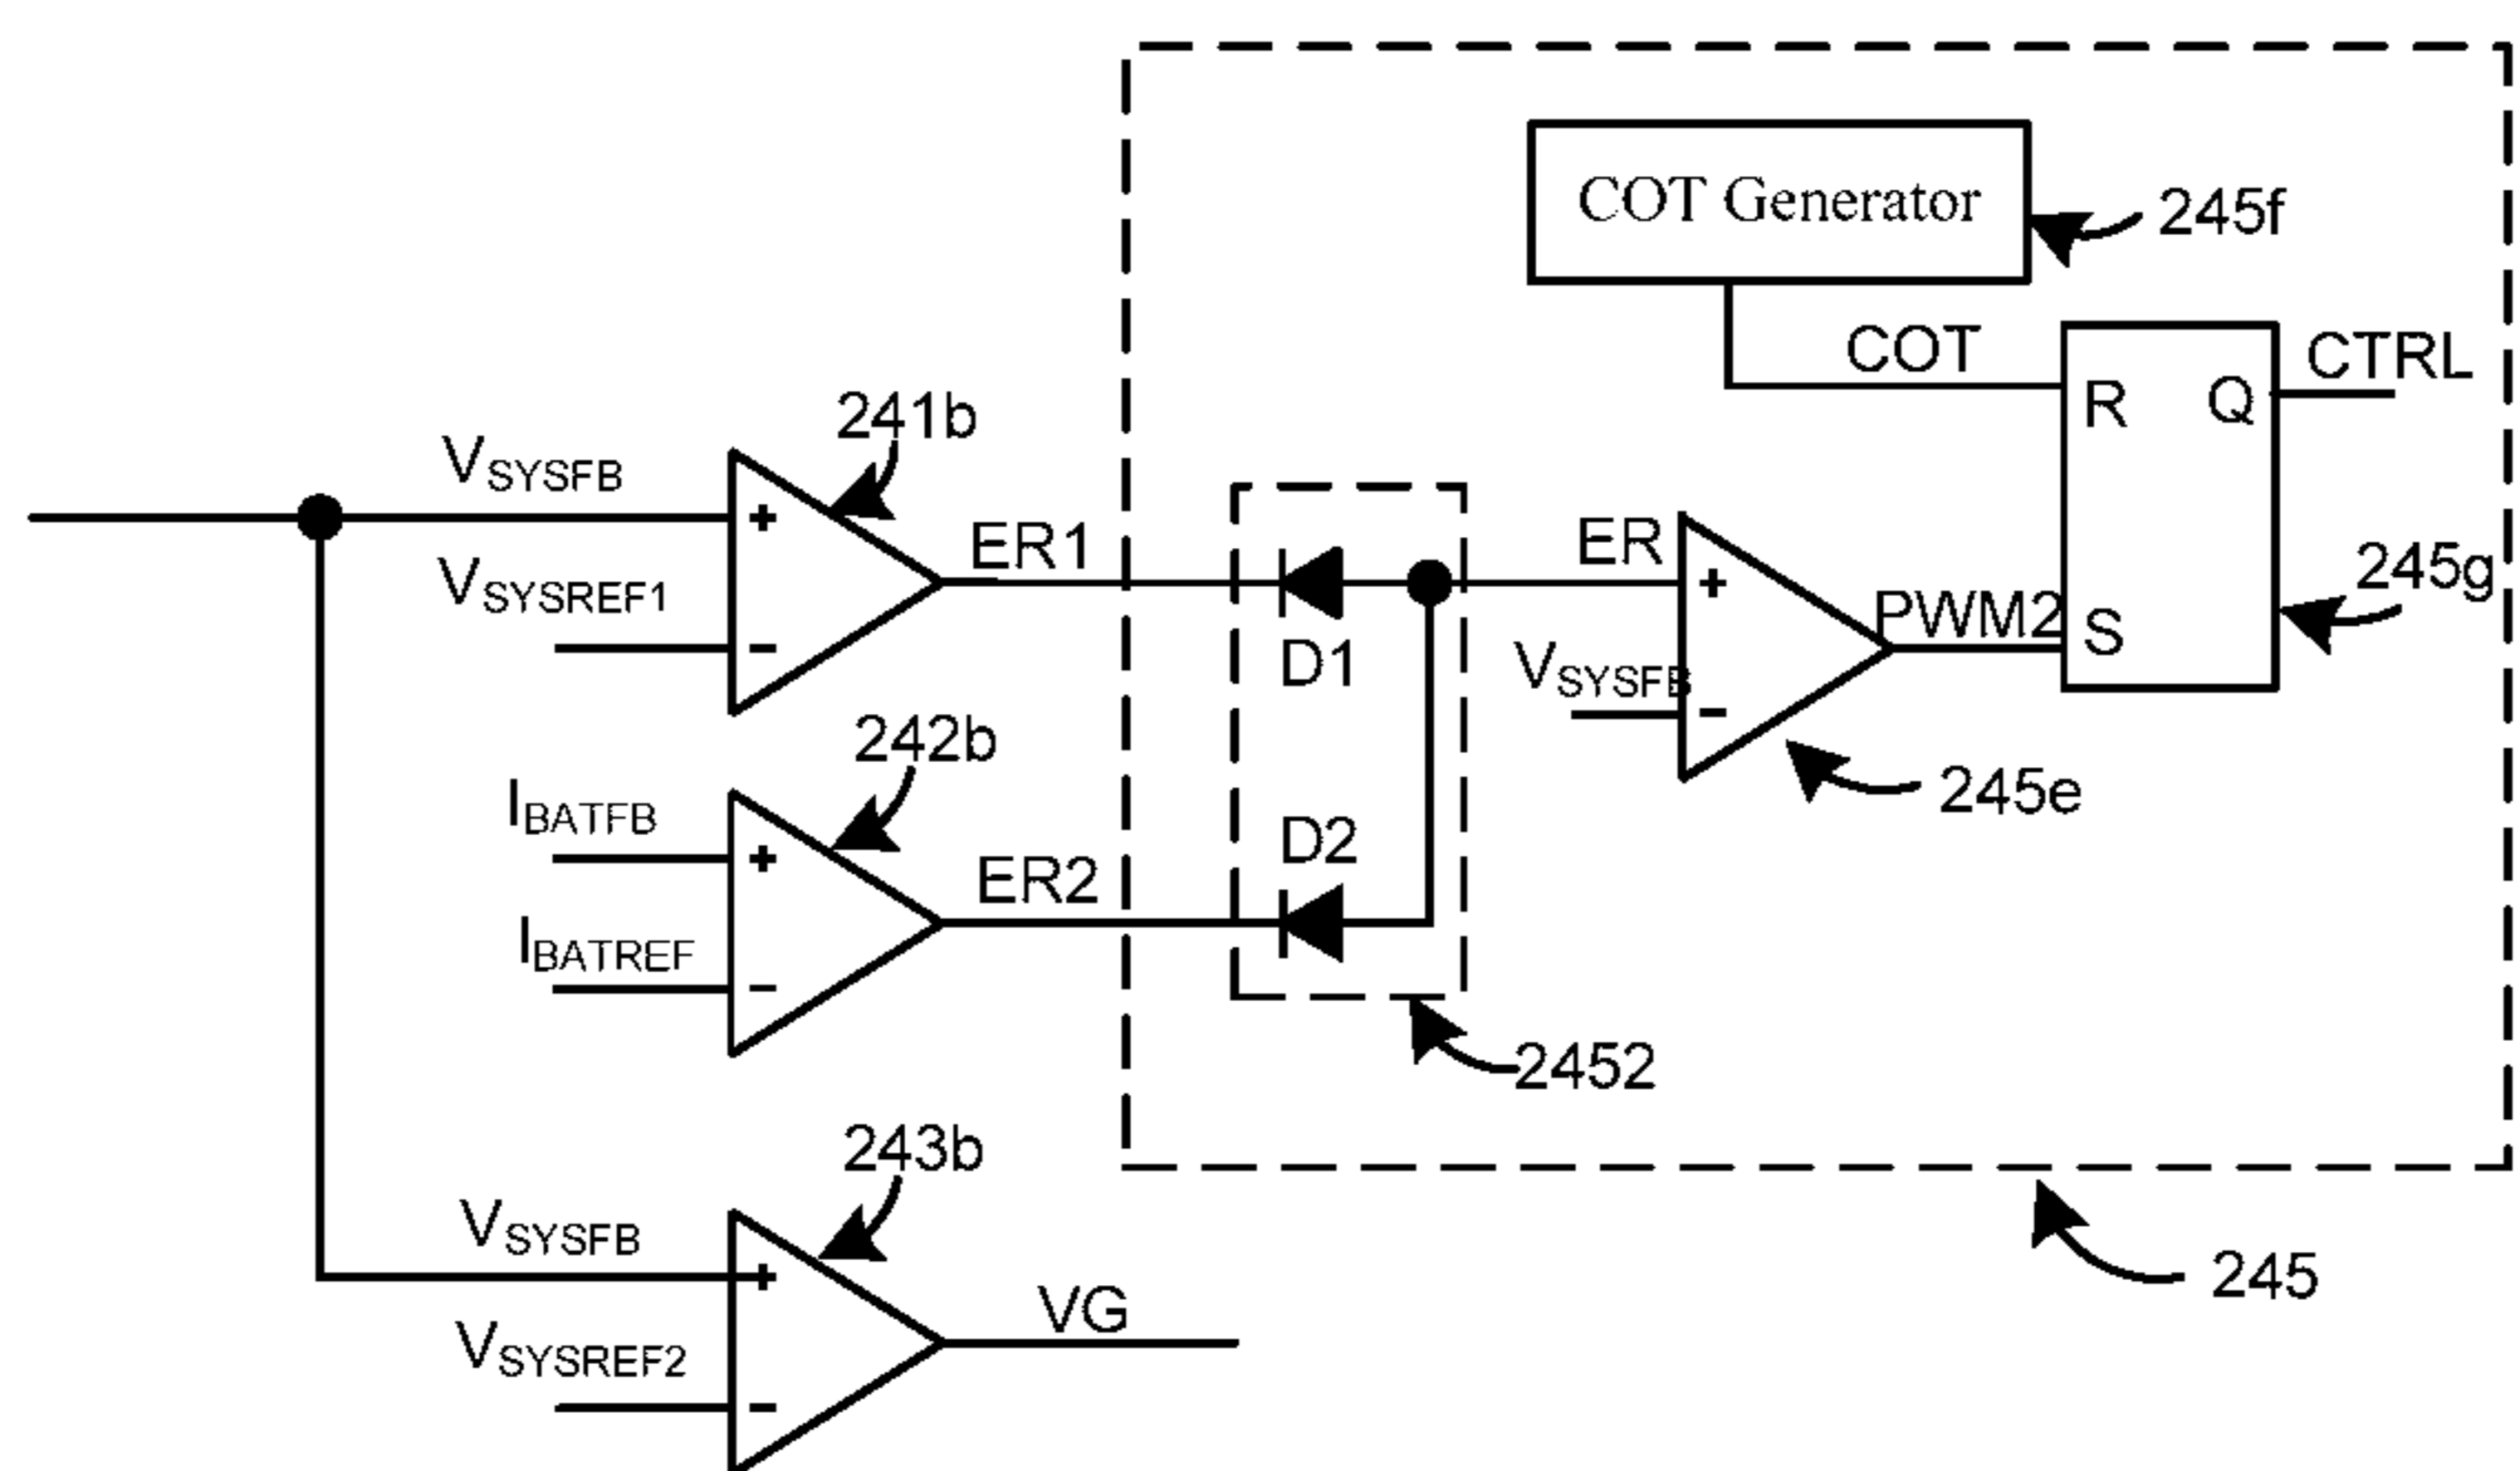 COT Generator
245f
COT
CTRL
R
Q
241b
VSYSFB
ER1
ER
245g
VSYSREF1
PWM2
S
D1
VSYSFB
242b
245e
IBATFB
D2
ER2
IBATREF
2452
243b
VSYSFB
245
VG
VSYSREF2